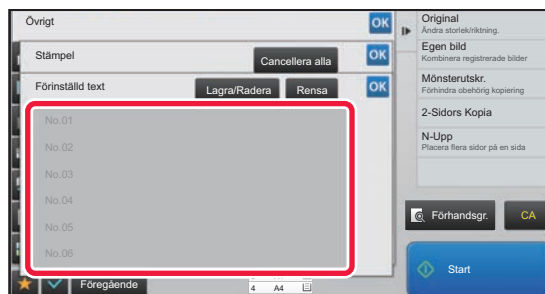 Övrigt
OK
Stämpel
Cancellera alla
OK
Förinställd text
Lagra/Radera
Rensa
OK
No.01
No.02
No.03
No.04
No.05
No.06
Föregående
4 A4
Original
Ändra storlek/riktning.
Egen bild
Kombinera registrerade bilder
Mönsterutskr.
Förhindra obehörig kopiering
2-Sidors Kopia
N-Upp
Placera flera sidor på en sida
Förhandsgr.
CA
Start